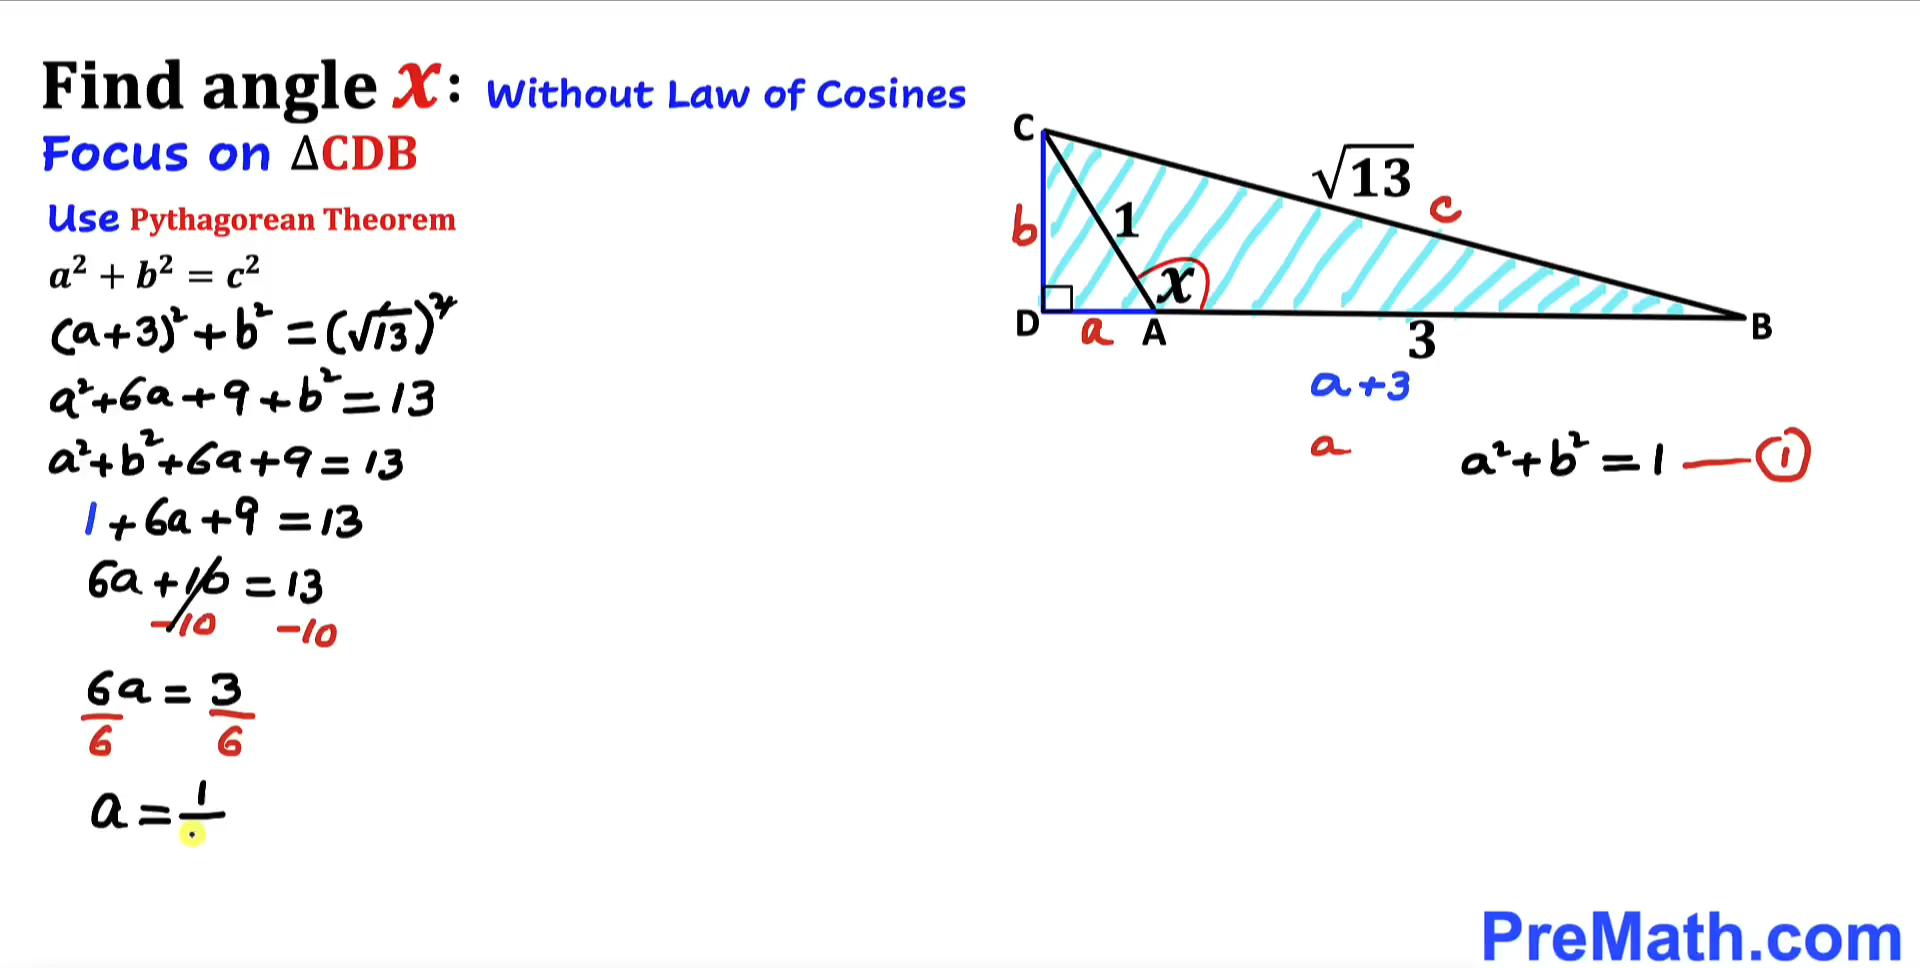 Find angle x: Without Law of Cosines
Focus on ΔCDB
Use Pythagorean Theorem
a² + b² = c²
(a+3)² + b² = (√13)²
a²+6a+9+b²=13
a²+b²+6a+9=13
1+6a+9=13
6a+10=13
-10 -10
6a = 3
6 6
a = 1
C
√13
c
b
1
x
D
a
A
3
B
a+3
a
a²+b²=1 — ①
PreMath.com